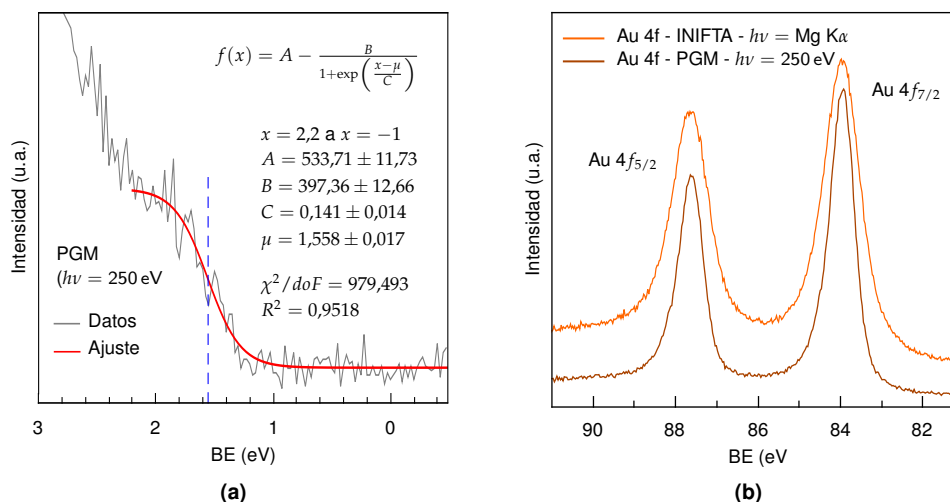 f(x) = A − B / 1+exp((x−μ)/C)
x = 2,2 a x = −1
A = 533,71 ± 11,73
B = 397,36 ± 12,66
C = 0,141 ± 0,014
μ = 1,558 ± 0,017
χ²/doF = 979,493
R² = 0,9518
PGM
(hν = 250 eV
Datos
Ajuste
Intensidad (u.a.)
3 2 1 0
BE (eV)
(a)
Au 4f - INIFTA - hν = Mg Kα
Au 4f - PGM - hν = 250 eV
Au 4f7/2
Au 4f5/2
Intensidad (u.a.)
90 88 86 84 82
BE (eV
(b)